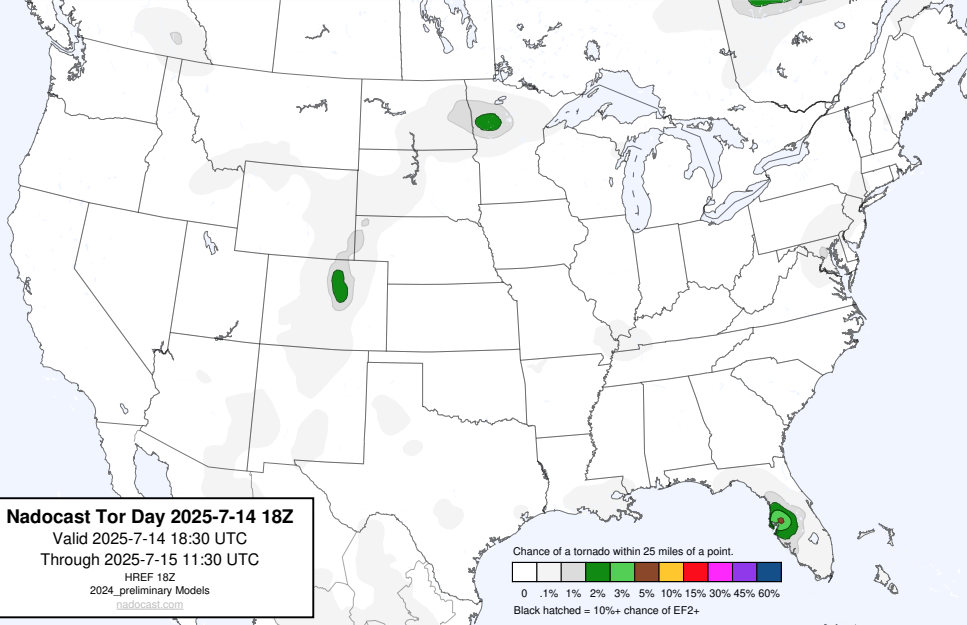 Nadocast Tor Day 2025-7-14 18Z
Valid 2025-7-14 18:30 UTC
Through 2025-7-15 11:30 UTC
HREF 18Z
2024_preliminary Models
nadocast.com
Chance of a tornado within 25 miles of a point.
0 .1% 1% 2% 3% 5% 10% 15% 30% 45% 60%
Black hatched = 10%+ chance of EF2+